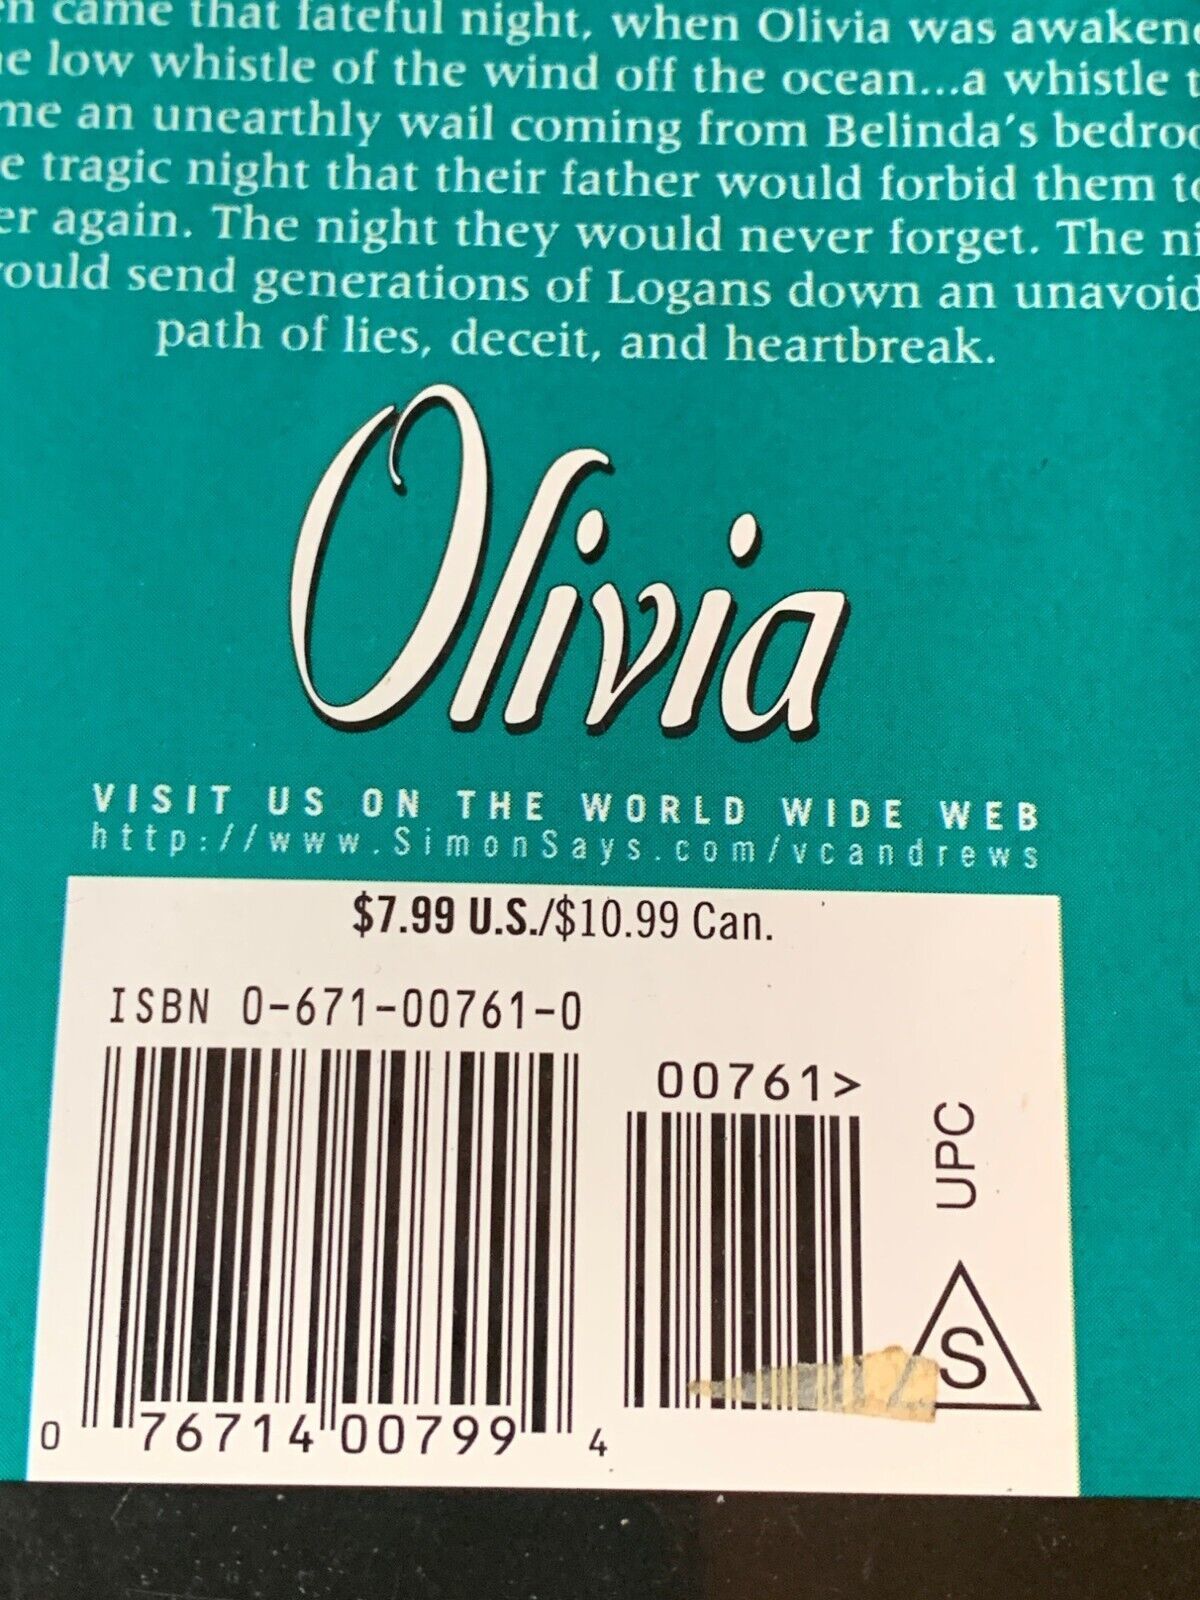 came that fateful night, when Olivia was
low whistle of the wind off the ocean...a whistle
an unearthly wail coming from Belinda's
tragic night that their father would forbid them
again. The night they would never forget. The
send generations of Logans down an
path of lies, deceit, and heartbreak.
Olivia
VISIT US ON THE WORLD WIDE WEB
http://www.SimonSays.com/vcandrews
$7.99 U.S./$10.99 Can.
ISBN 0-671-00761-0
00761>
UPC
S
0 76714 00799 4